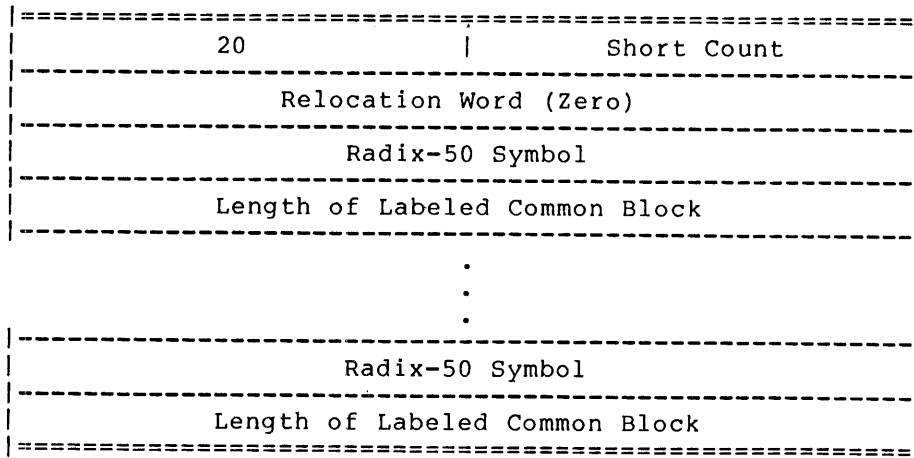 20 | Short Count
Relocation Word (Zero)
Radix-50 Symbol
Length of Labeled Common Block
.
.
.
Radix-50 Symbol
Length of Labeled Common Block